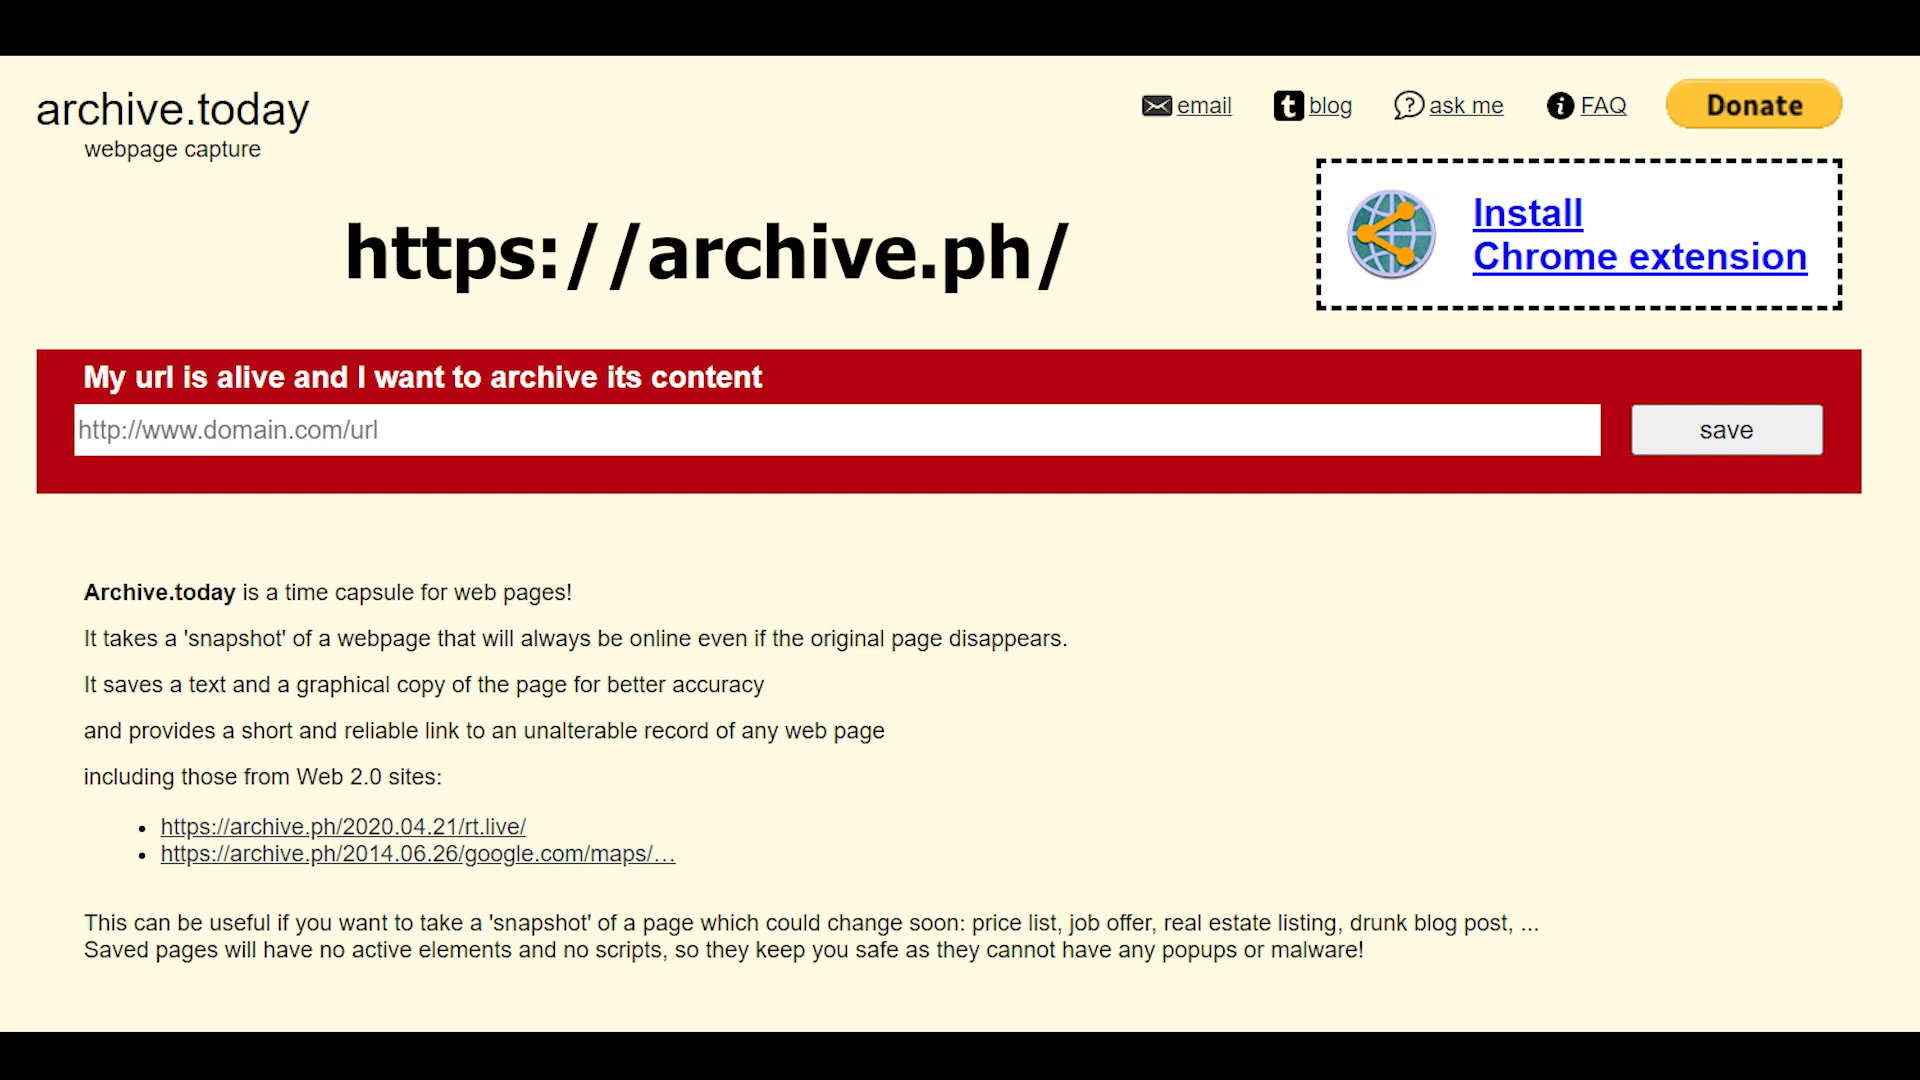 archive.today
webpage capture
email
blog
ask me
FAQ
Donate
https://archive.ph/
Install
Chrome extension
My url is alive and I want to archive its content
http://www.domain.com/url
save
Archive.today is a time capsule for web pages!
It takes a 'snapshot' of a webpage that will always be online even if the original page disappears.
It saves a text and a graphical copy of the page for better accuracy
and provides a short and reliable link to an unalterable record of any web page
including those from Web 2.0 sites:
https://archive.ph/2020.04.21/rt.live/
https://archive.ph/2014.06.26/google.com/maps/…
This can be useful if you want to take a 'snapshot' of a page which could change soon: price list, job offer, real estate listing, drunk blog post, ...
Saved pages will have no active elements and no scripts, so they keep you safe as they cannot have any popups or malware!